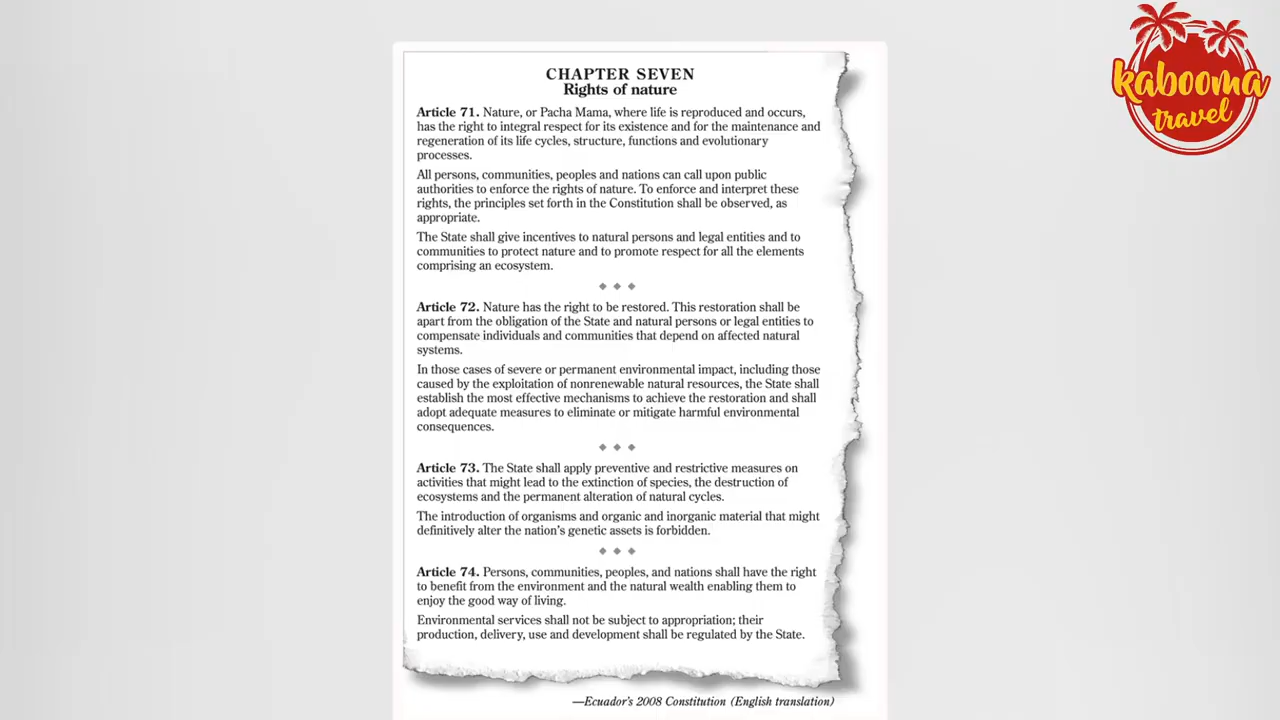 CHAPTER SEVEN
Rights of nature
Article 71. Nature, or Pacha Mama, where life is reproduced and occurs,
has the right to integral respect for its existence and for the maintenance and
regeneration of its life cycles, structure, functions and evolutionary
processes.
All persons, communities, peoples and nations can call upon public
authorities to enforce the rights of nature. To enforce and interpret these
rights, the principles set forth in the Constitution shall be observed, as
appropriate.
The State shall give incentives to natural persons and legal entities and to
communities to protect nature and to promote respect for all the elements
comprising an ecosystem.
Article 72. Nature has the right to be restored. This restoration shall be
apart from the obligation of the State and natural persons or legal entities to
compensate individuals and communities that depend on affected natural
systems.
In those cases of severe or permanent environmental impact, including those
caused by the exploitation of nonrenewable natural resources, the State shall
establish the most effective mechanisms to achieve the restoration and shall
adopt adequate measures to eliminate or mitigate harmful environmental
consequences.
Article 73. The State shall apply preventive and restrictive measures on
activities that might lead to the extinction of species, the destruction of
ecosystems and the permanent alteration of natural cycles.
The introduction of organisms and organic and inorganic material that might
definitively alter the nation's genetic assets is forbidden.
Article 74. Persons, communities, peoples, and nations shall have the right
to benefit from the environment and the natural wealth enabling them to
enjoy the good way of living.
Environmental services shall not be subject to appropriation; their
production, delivery, use and development shall be regulated by the State.
—Ecuador's 2008 Constitution (English translation)
kabooma
travel